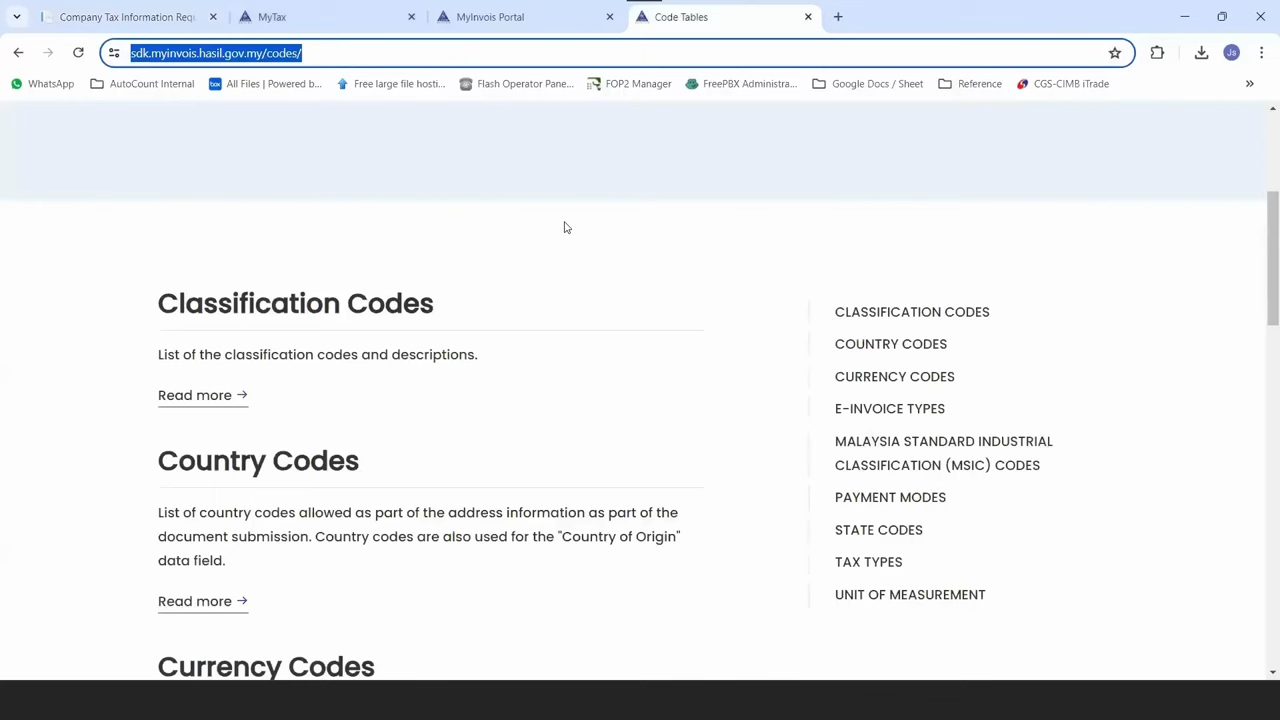 Company Tax Information Requ
MyTax
MyInvois Portal
Code Tables
sdk.myinvois.hasil.gov.my/codes/
Js
WhatsApp
AutoCount Internal
box
All Files | Powered b...
Free large file hosti...
Flash Operator Pane...
FOP2 Manager
FreePBX Administra...
Google Docs / Sheet
Reference
CGS-CIMB iTrade
Classification Codes
List of the classification codes and descriptions.
Read more →
Country Codes
List of country codes allowed as part of the address information as part of the
document submission. Country codes are also used for the "Country of Origin"
data field.
Read more →
Currency Codes
CLASSIFICATION CODES
COUNTRY CODES
CURRENCY CODES
E-INVOICE TYPES
MALAYSIA STANDARD INDUSTRIAL
CLASSIFICATION (MSIC) CODES
PAYMENT MODES
STATE CODES
TAX TYPES
UNIT OF MEASUREMENT